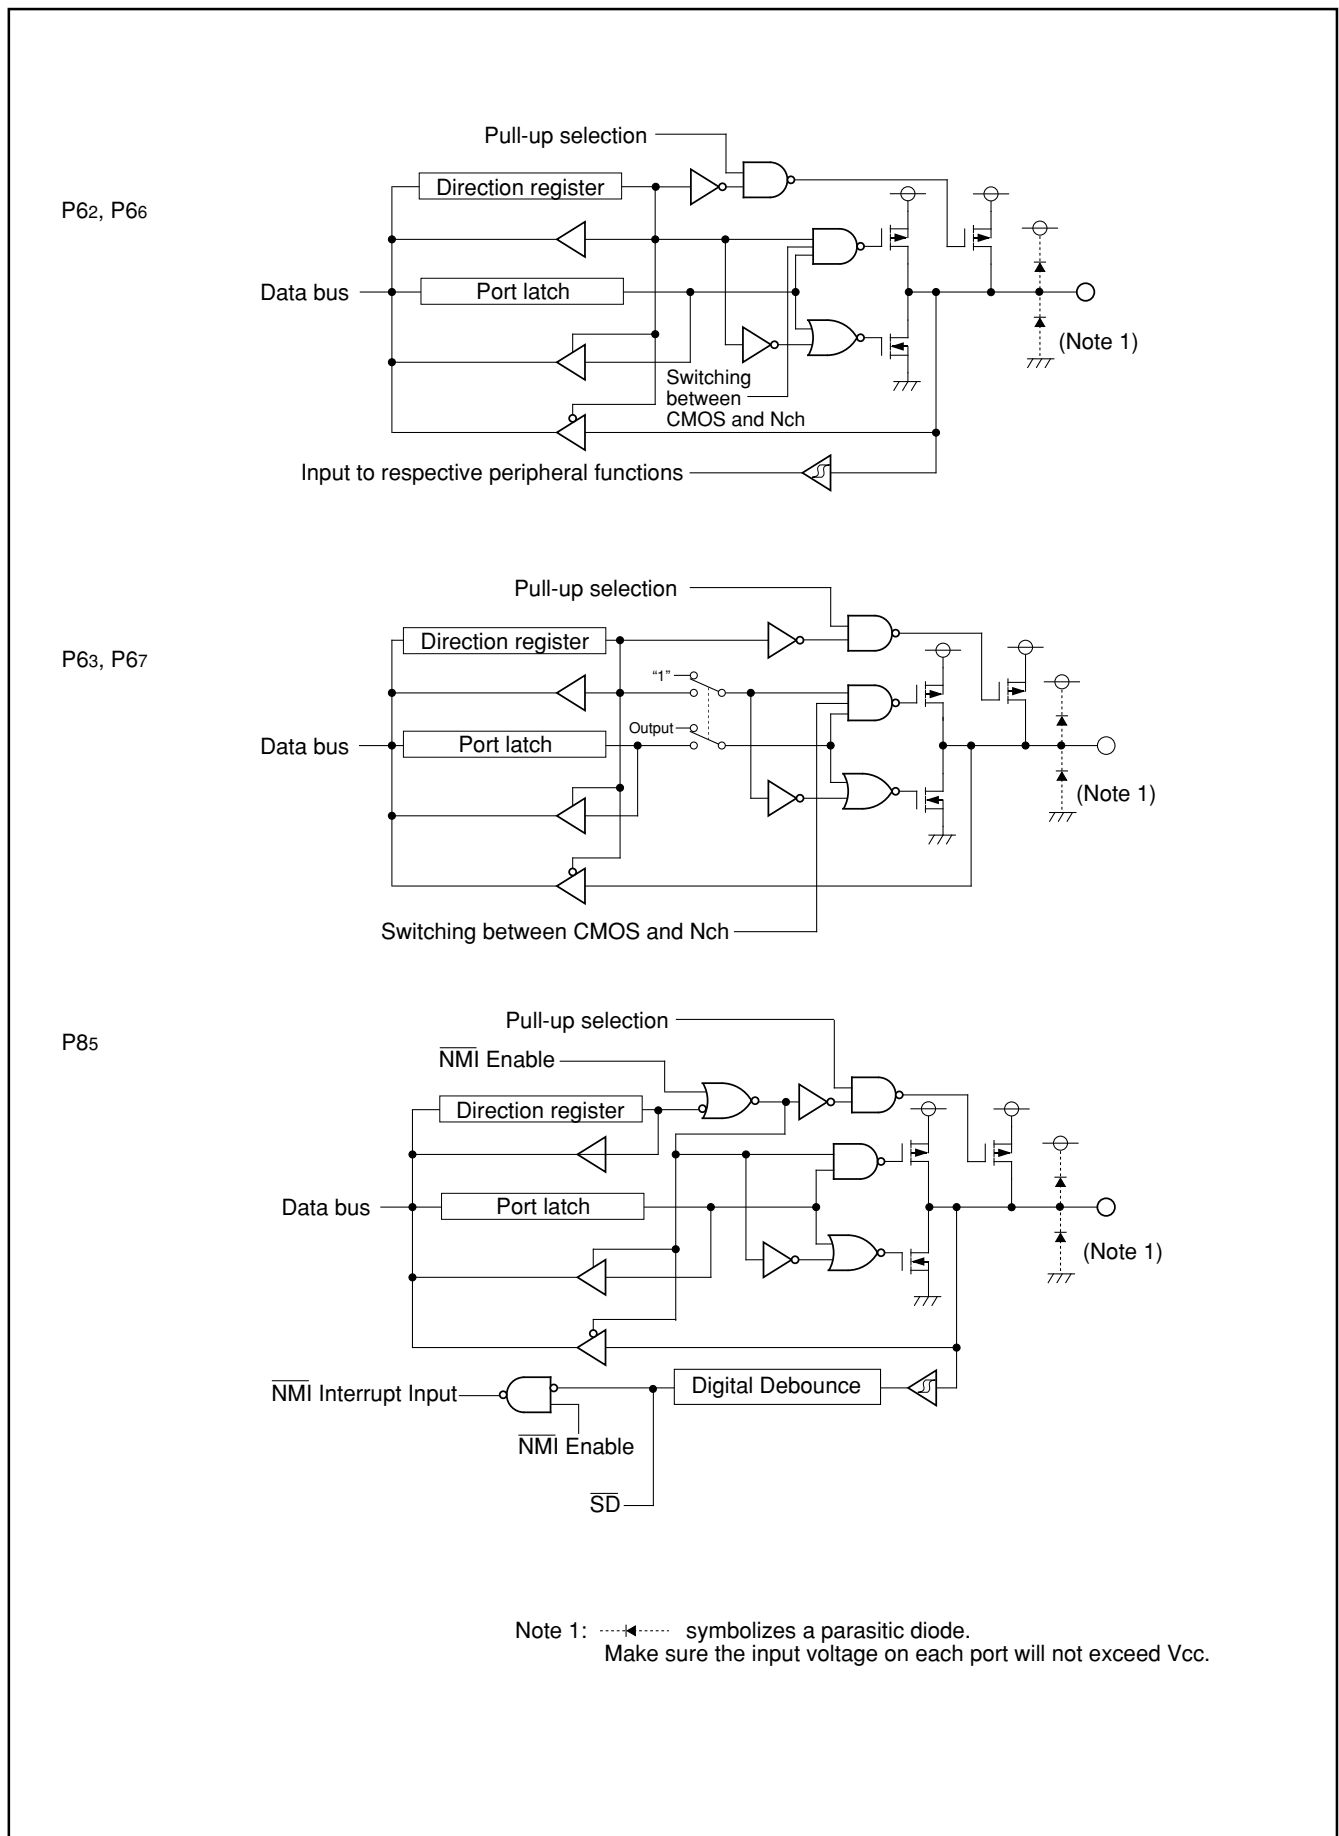 Pull-up selection
Direction register
P62, P66
Data bus
Port latch
(Note 1)
Switching
between
CMOS and Nch
Input to respective peripheral functions
Pull-up selection
Direction register
P63, P67
“1”
Output
Data bus
Port latch
(Note 1)
Switching between CMOS and Nch
Pull-up selection
P85
N̅M̅I̅ Enable
Direction register
Data bus
Port latch
(Note 1)
Digital Debounce
N̅M̅I̅ Interrupt Input
N̅M̅I̅ Enable
S̅D̅
Note 1: symbolizes a parasitic diode.
Make sure the input voltage on each port will not exceed Vcc.